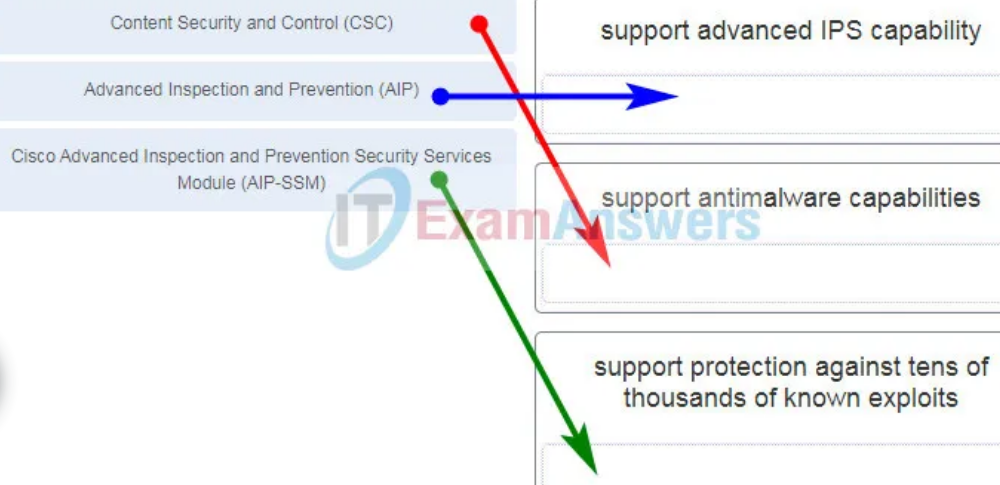 Content Security and Control (CSC)
Advanced Inspection and Prevention (AIP)
Cisco Advanced Inspection and Prevention Security Services
Module (AIP-SSM)
support advanced IPS capability
support antimalware capabilities
support protection against tens of
thousands of known exploits
IT ExamAnswers